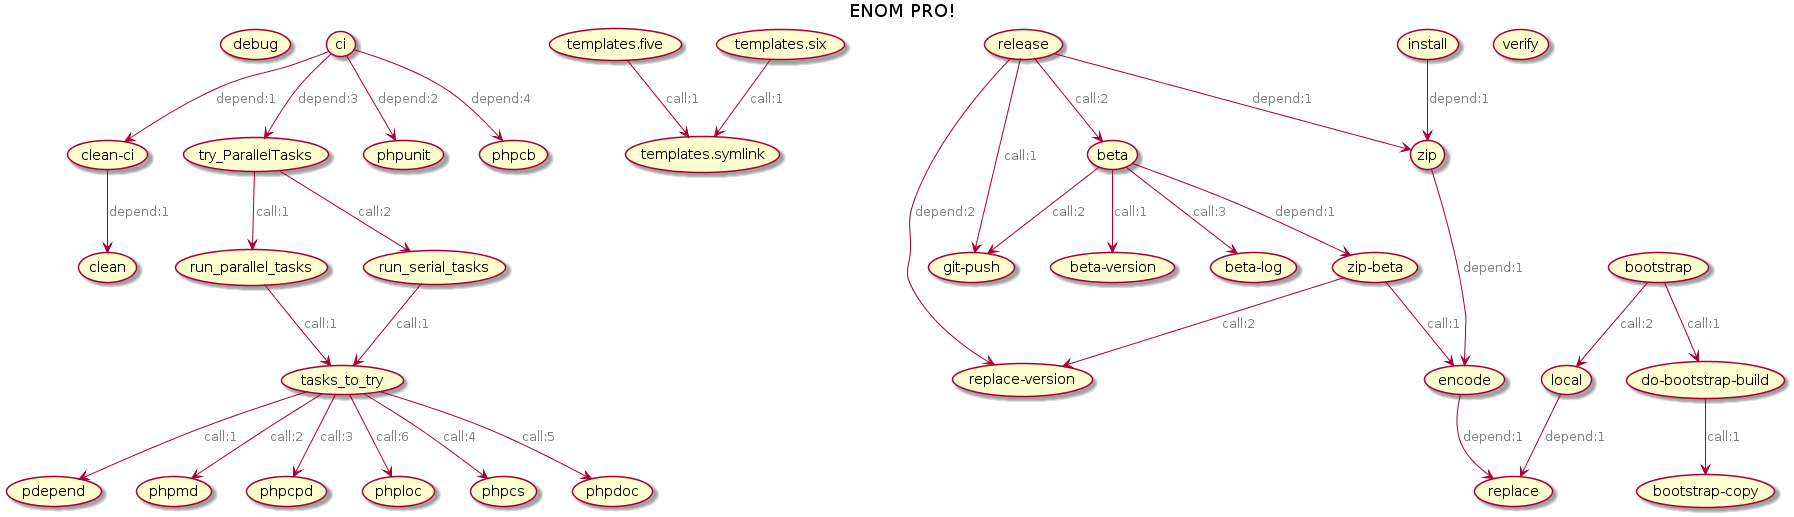 ENOM PRO!
debug
ci
templates.five
templates.six
release
install
verify
depend:1
depend:3
depend:2
depend:4
call:1
call:1
call:2
depend:1
depend:1
clean-ci
try_ParallelTasks
phpunit
phpcb
templates.symlink
call:1
beta
zip
depend:1
call:1
call:2
depend:2
call:2
call:1
call:3
depend:1
clean
run_parallel_tasks
run_serial_tasks
git-push
beta-version
beta-log
zip-beta
depend:1
bootstrap
call:1
call:1
call:2
call:1
call:2
call:1
tasks_to_try
replace-version
encode
local
do-bootstrap-build
call:1
call:2
call:3
call:6
call:4
call:5
depend:1
depend:1
call:1
pdepend
phpmd
phpcpd
phploc
phpcs
phpdoc
replace
bootstrap-copy